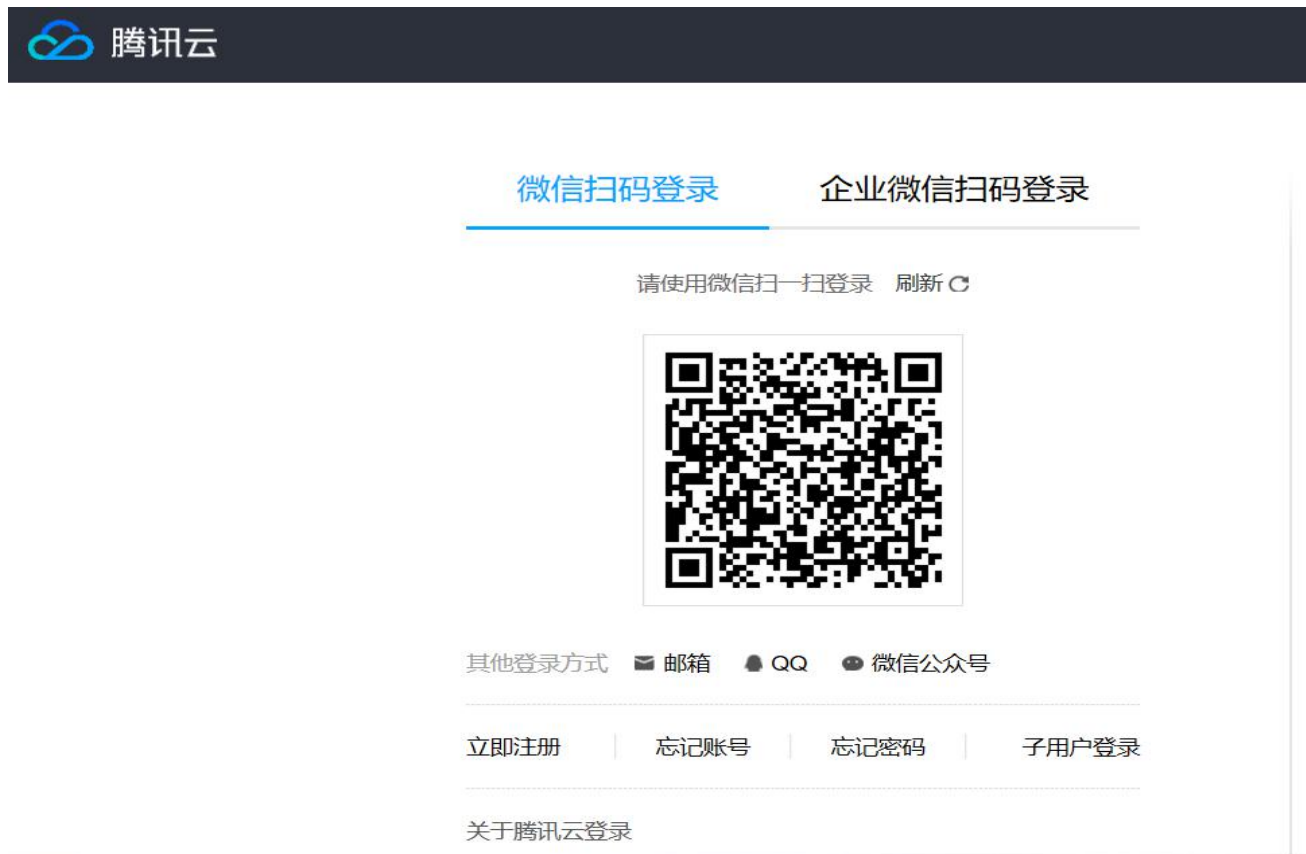 腾讯云
微信扫码登录 企业微信扫码登录
请使用微信扫一扫登录 刷新
其他登录方式 邮箱 QQ 微信公众号
立即注册 忘记账号 忘记密码 子用户登录
关于腾讯云登录